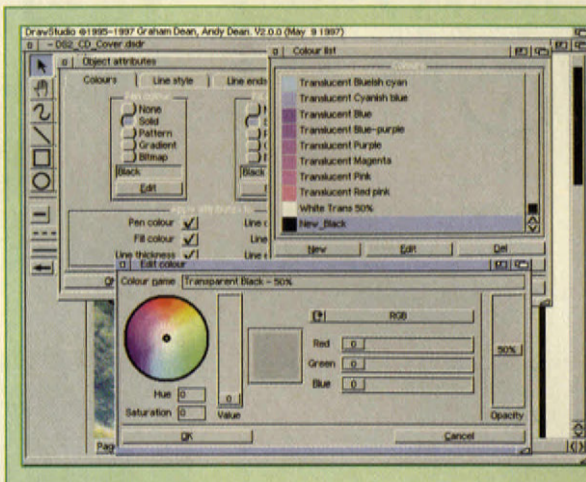 DrawStudio ©1995-1997 Graham Dean, Andy Dean. V2.0.0 (May 9 1997)
DS2_CD_Cover.dsdr
Object attributes
Colours
Line style
Line ends
Pen colour
None
Solid
Pattern
Gradient
Bitmap
Black
Edit
Apply attributes to
Pen colour
Fill colour
Line thickness
Colour list
Colours
Translucent Blueish cyan
Translucent Cyanish blue
Translucent Blue
Translucent Blue-purple
Translucent Purple
Translucent Magenta
Translucent Pink
Translucent Red pink
White Trans 50%
New_Black
New
Edit
Del
Edit colour
Colour name
Transparent Black - 50%
RGB
Red 0
Green 0
Blue 0
50%
Hue 0
Saturation 0
0
Value
Opacity
OK
Cancel